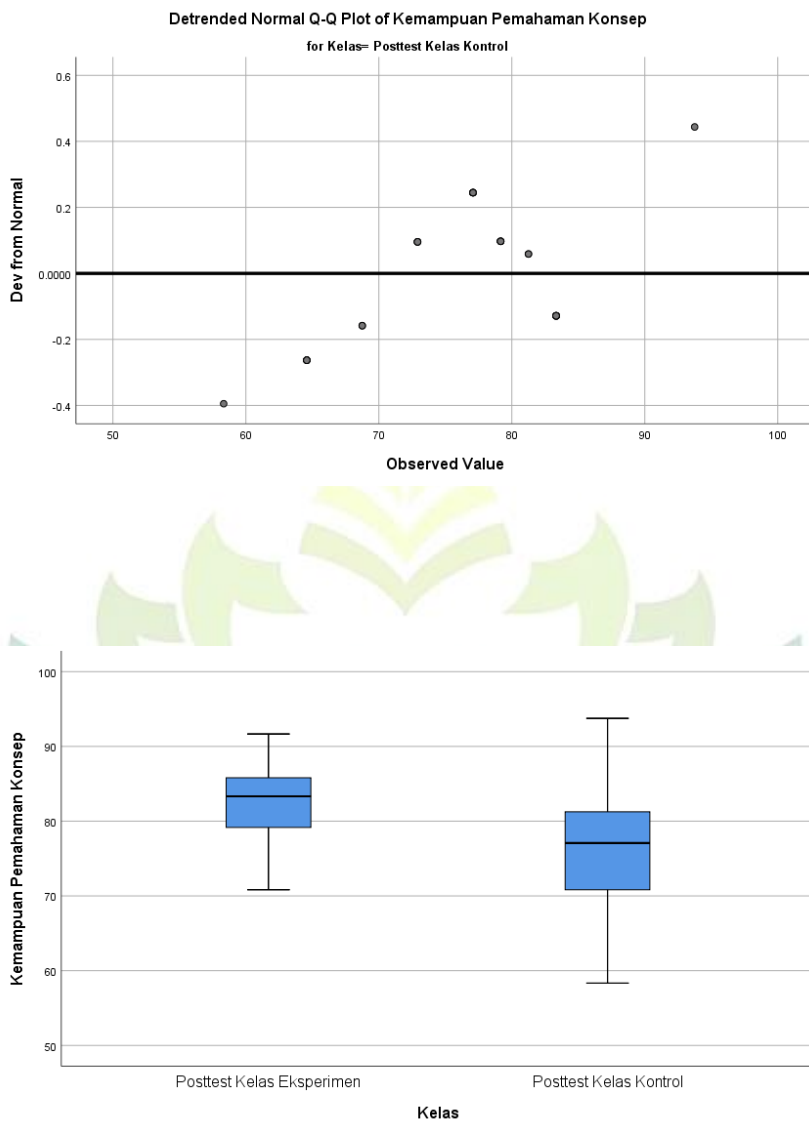 Detrended Normal Q-Q Plot of Kemampuan Pemahaman Konsep
for Kelas= Posttest Kelas Kontrol
Dev from Normal
0.6
0.4
0.2
0.0000
-0.2
-0.4
50 60 70 80 90 100
Observed Value
Kemampuan Pemahaman Konsep
100
90
80
70
60
50
Posttest Kelas Eksperimen Posttest Kelas Kontrol
Kelas